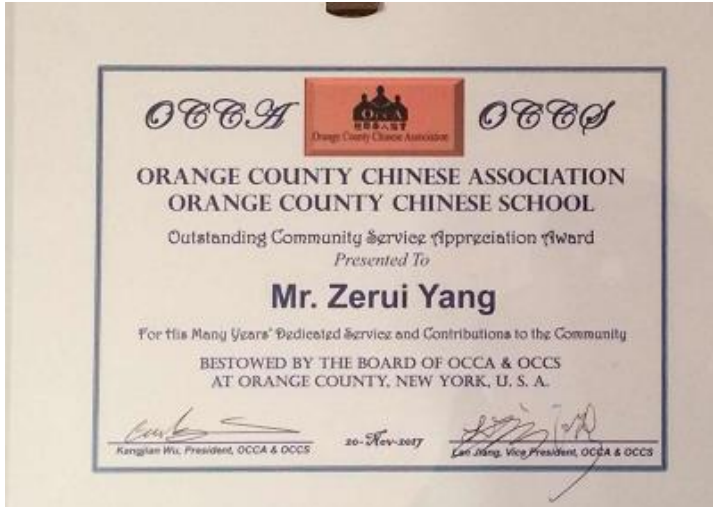 OCCA OCCS
OCCA
Orange County Chinese Association
ORANGE COUNTY CHINESE ASSOCIATION
ORANGE COUNTY CHINESE SCHOOL
Outstanding Community Service Appreciation Award
Presented To
Mr. Zerui Yang
For His Many Years' Dedicated Service and Contributions to the Community
BESTOWED BY THE BOARD OF OCCA & OCCS
AT ORANGE COUNTY, NEW YORK, U. S. A.
20-Nov-2017
Kangjian Wu, President, OCCA & OCCS
Lan Jiang, Vice President, OCCA & OCCS